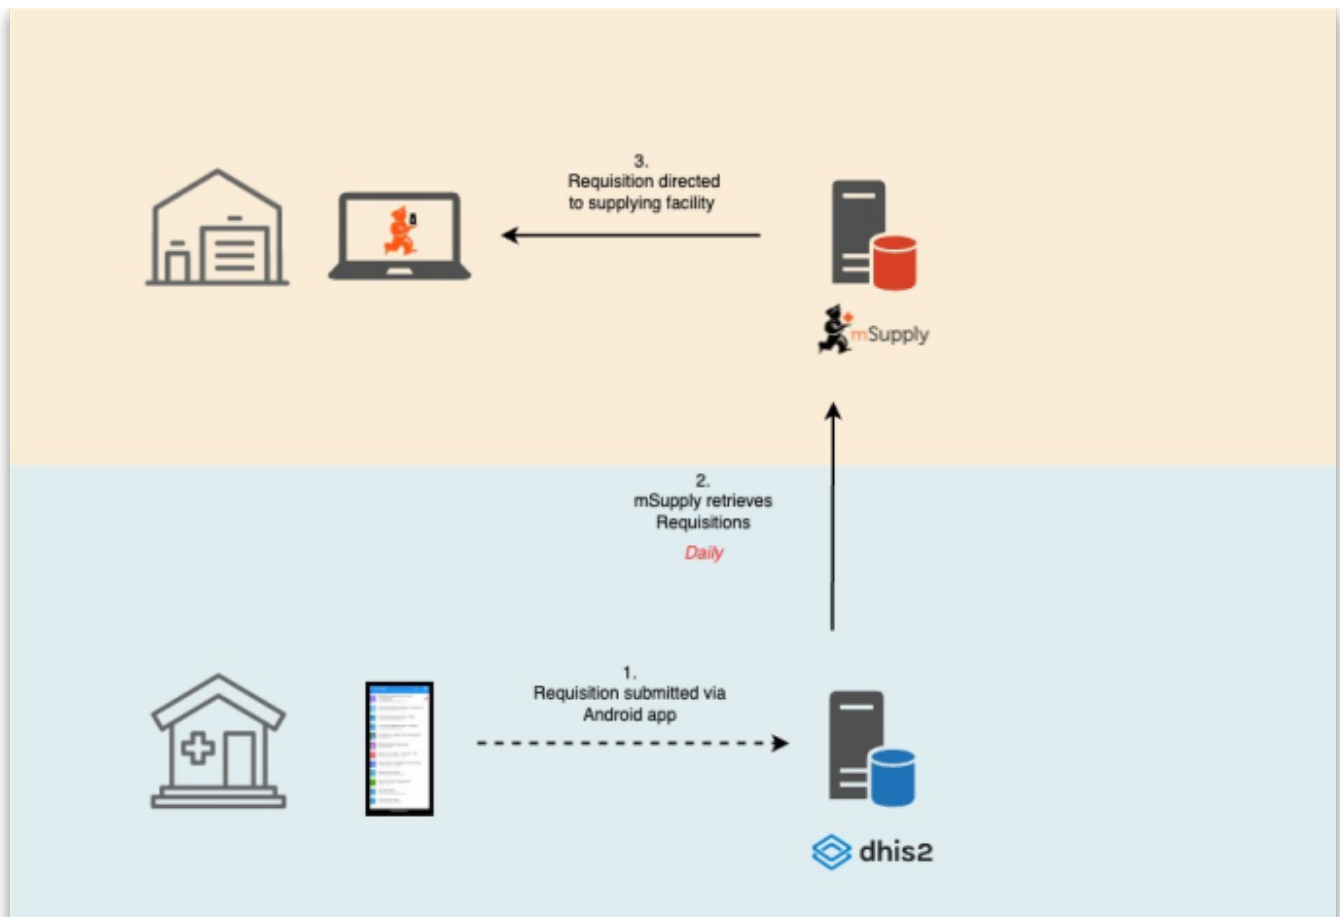 3.
Requisition directed
to supplying facility
mSupply
2.
mSupply retrieves
Requisitions
Daily
1.
Requisition submitted via
Android app
dhis2